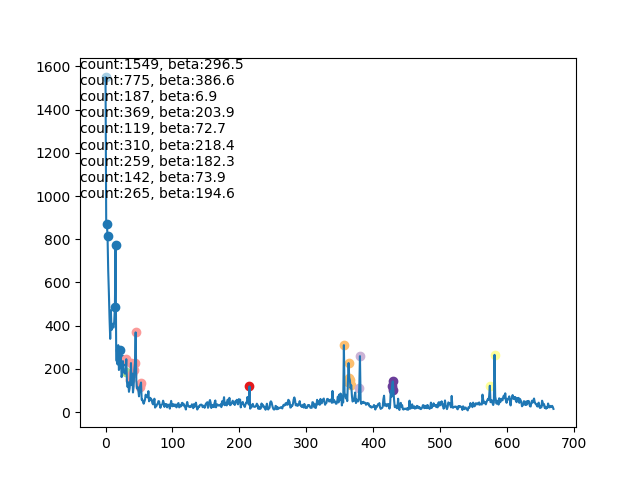 1600
1400
1200
1000
800
600
400
200
0
count:1549, beta:296.5
count:775, beta:386.6
count:187, beta:6.9
count:369, beta:203.9
count:119, beta:72.7
count:310, beta:218.4
count:259, beta:182.3
count:142, beta:73.9
count:265, beta:194.6
0 100 200 300 400 500 600 700